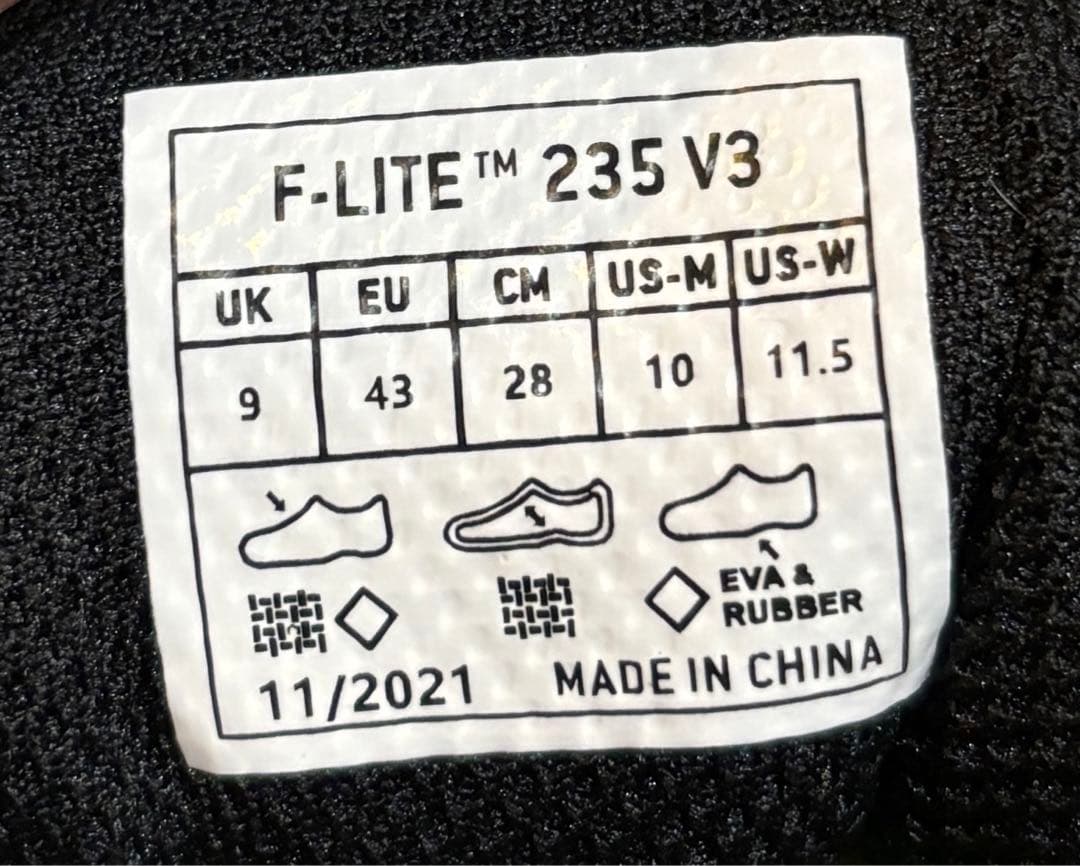 F-LITE™ 235 V3
UK EU CM US-M US-W
9 43 28 10 11.5
EVA &
RUBBER
11/2021 MADE IN CHINA